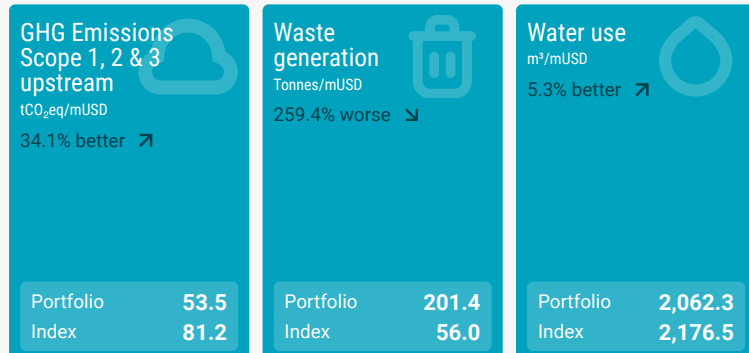 GHG Emissions
Scope 1, 2 & 3
upstream
tCO₂eq/mUSD
34.1% better
Portfolio 53.5
Index 81.2
Waste
generation
Tonnes/mUSD
259.4% worse
Portfolio 201.4
Index 56.0
Water use
m³/mUSD
5.3% better
Portfolio 2,062.3
Index 2,176.5